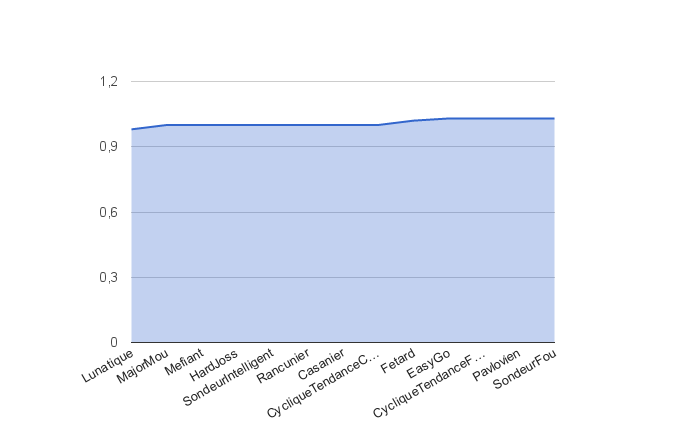 1,2
0,9
0,6
0,3
0
Lunatique
MajorMou
Mefiant
HardJoss
SondeurIntelligent
Rancunier
Casanier
CycliqueTendanceC...
Fetard
EasyGo
CycliqueTendanceF...
Pavlovien
SondeurFou